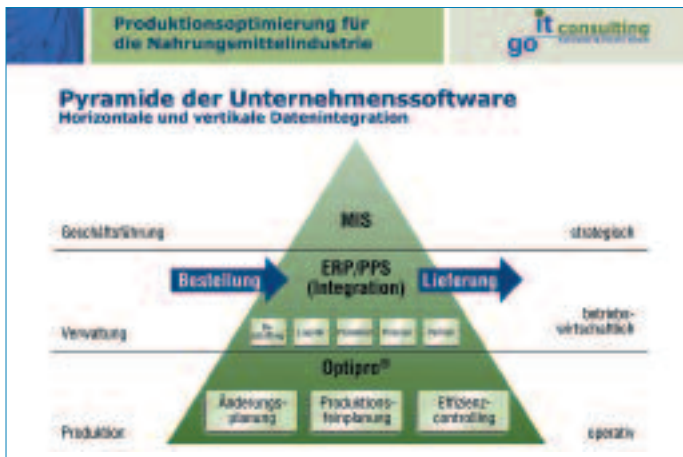 Produktionsoptimierung für
die Nahrungsmittelindustrie
go it consulting
Pyramide der Unternehmenssoftware
Horizontale und vertikale Datenintegration
MIS
Geschäftsführung
strategisch
Bestellung
ERP/PPS
(Integration)
Lieferung
Verwaltung
betriebs-
wirtschaftlich
Optipro®
Änderungs-
planung
Produktions-
feinplanung
Effizienz-
controlling
Produktion
operativ